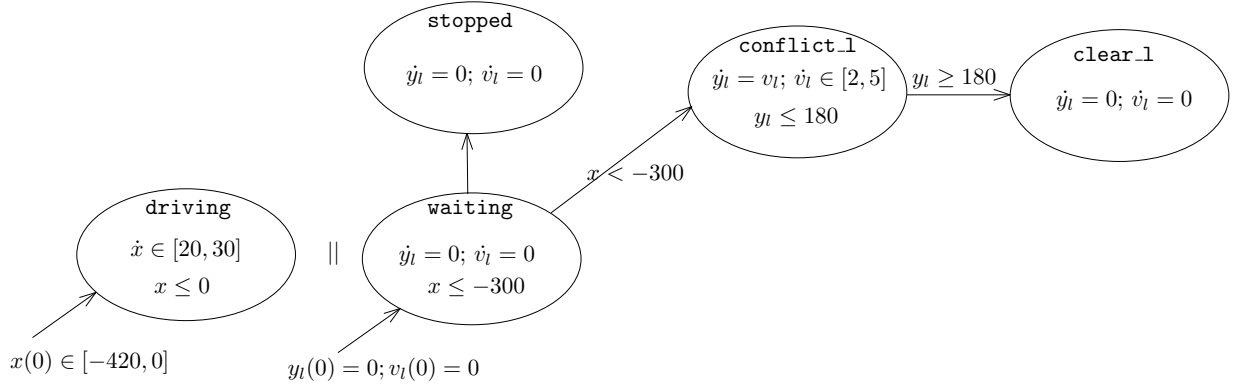 stopped
ẏ_l = 0; v̇_l = 0
conflict_l
ẏ_l = v_l; v̇_l ∈ [2, 5]
y_l ≤ 180
y_l ≥ 180
clear_l
ẏ_l = 0; v̇_l = 0
x < −300
driving
ẋ ∈ [20, 30]
x ≤ 0
||
waiting
ẏ_l = 0; v̇_l = 0
x ≤ −300
x(0) ∈ [−420, 0]
y_l(0) = 0; v_l(0) = 0